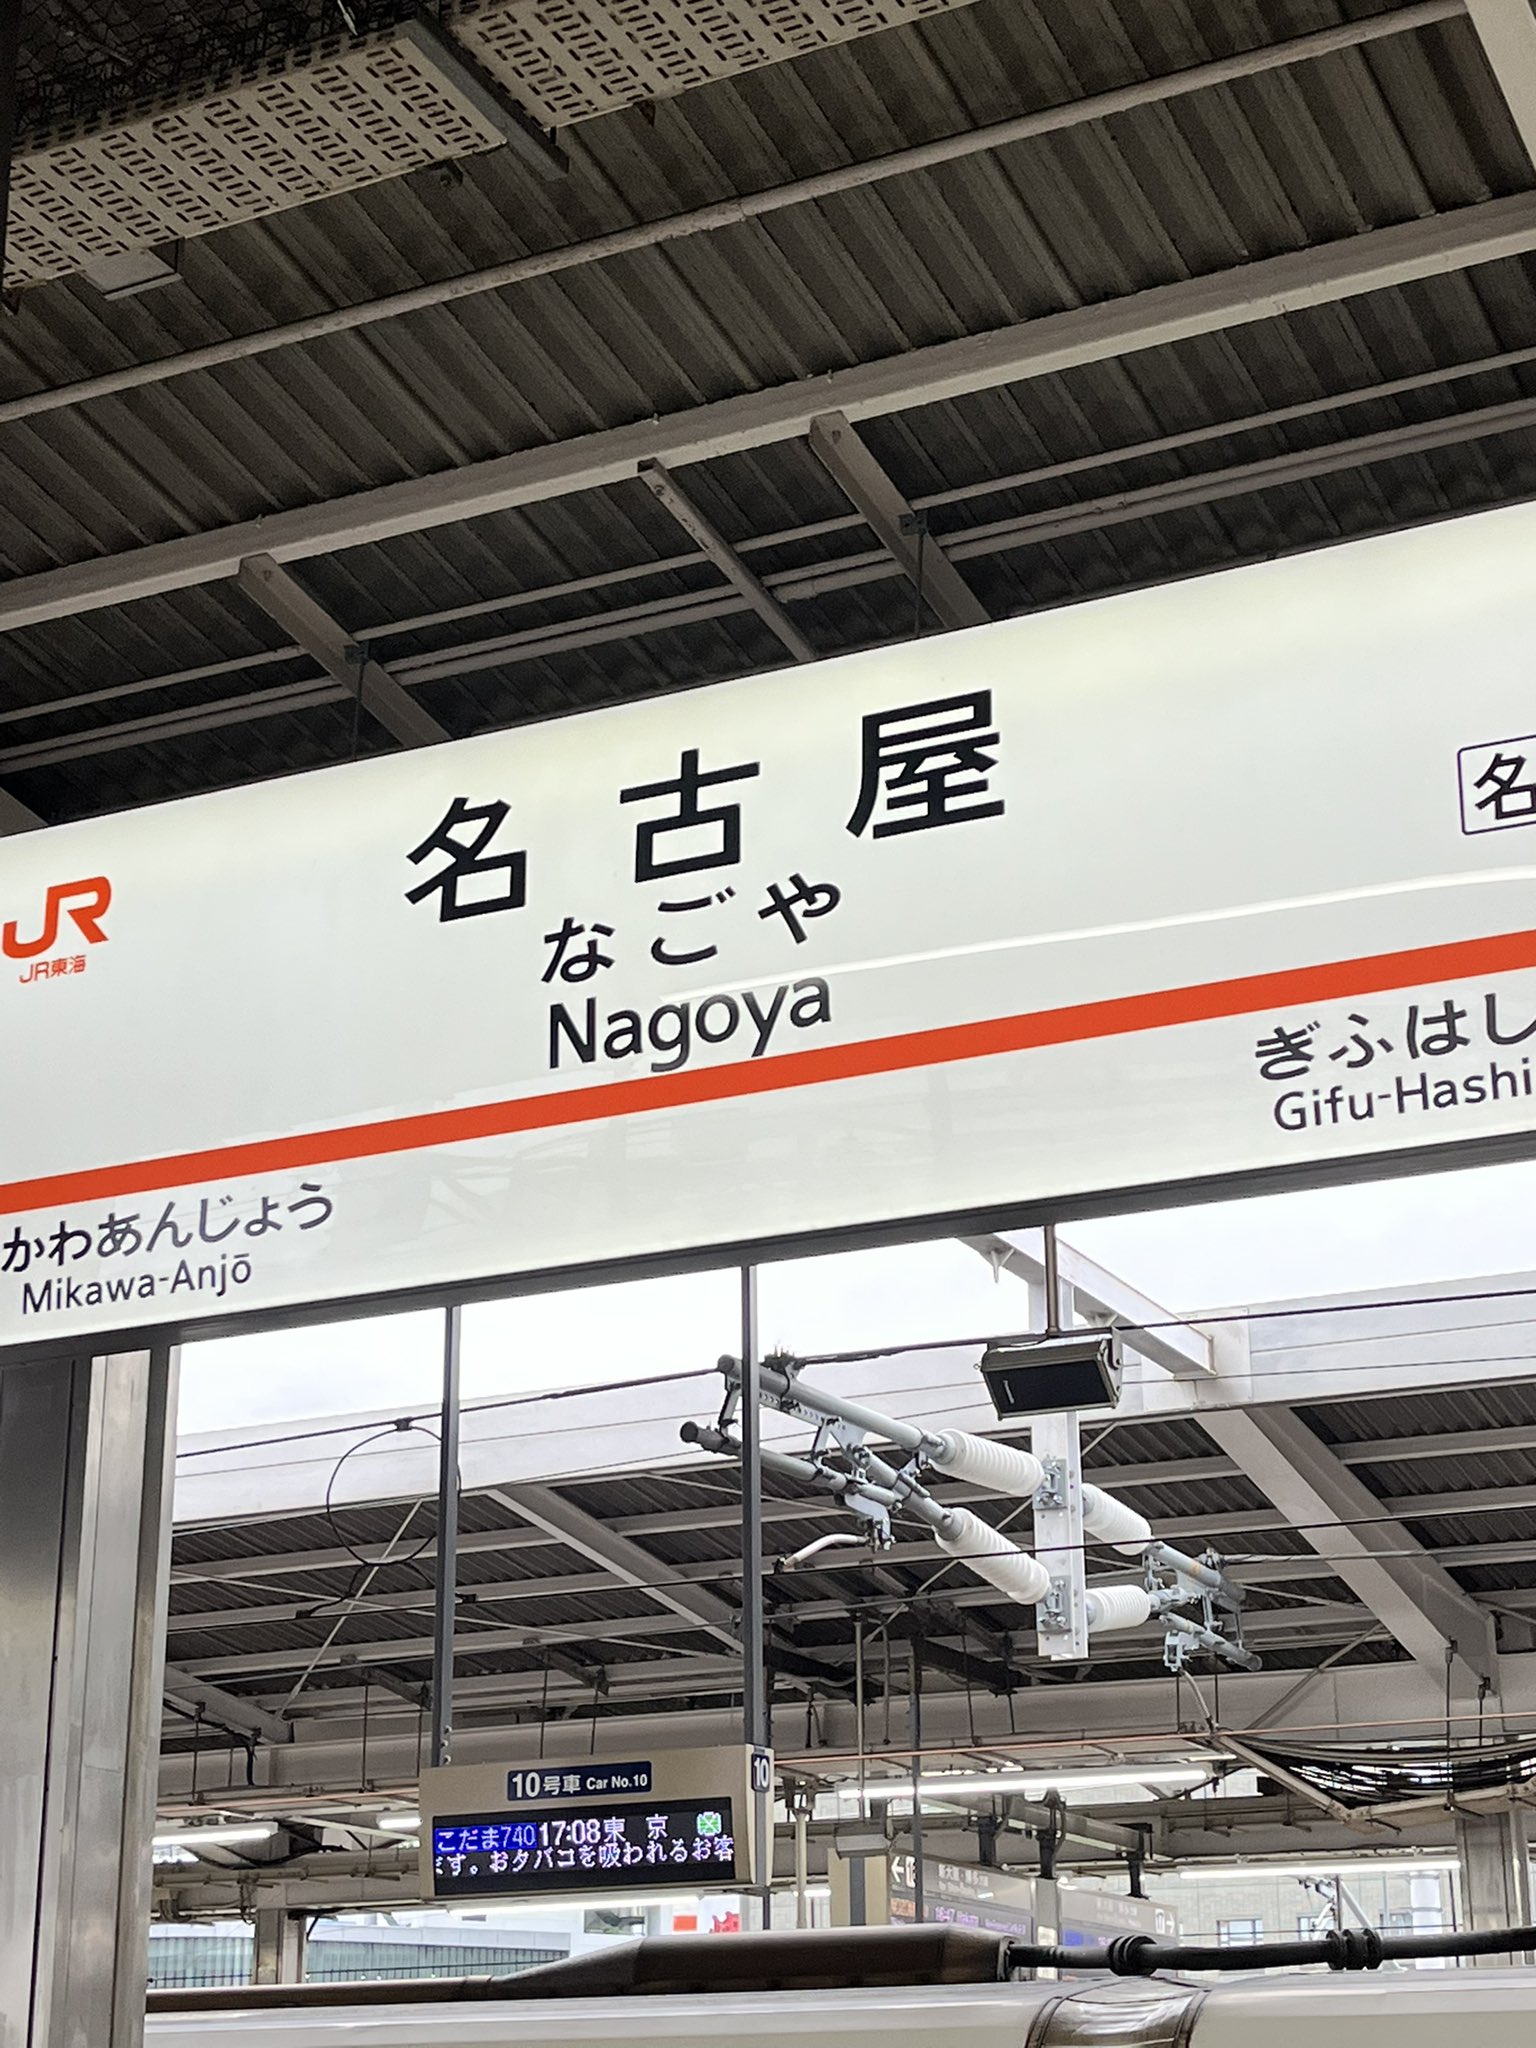 名古屋
なごや
Nagoya
名
JR
JR東海
ぎふはし
Gifu-Hashi
かわあんじょう
Mikawa-Anjō
10号車 Car No.10
10
こだま740 17:08 東京
ます。おタバコを吸われるお客